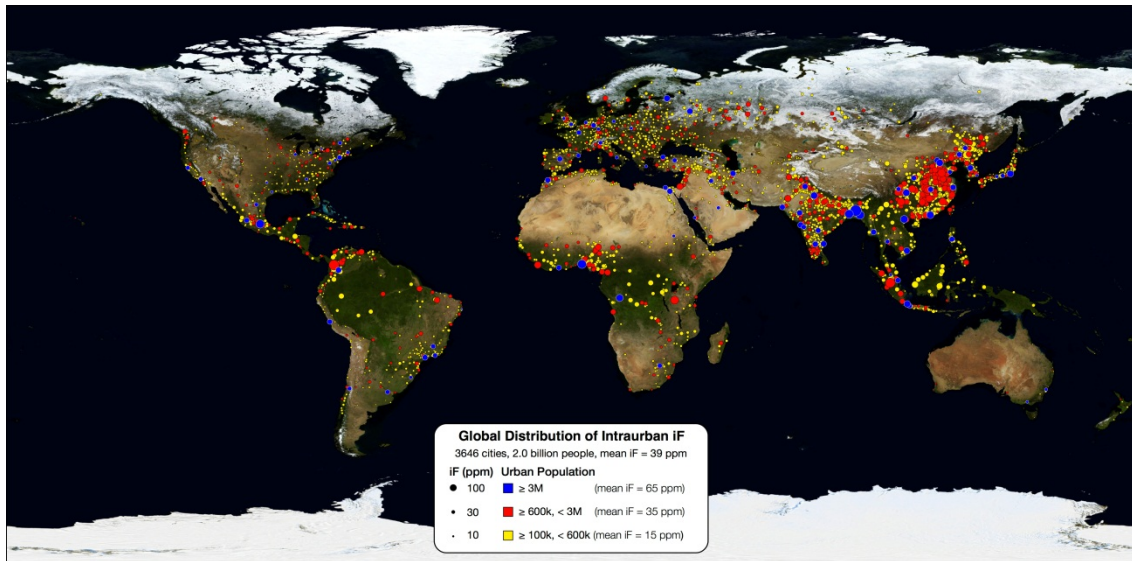 Global Distribution of Intraurban iF
3646 cities, 2.0 billion people, mean iF = 39 ppm
iF (ppm) Urban Population
100 ≥ 3M (mean iF = 65 ppm)
30 ≥ 600k, < 3M (mean iF = 35 ppm)
10 ≥ 100k, < 600k (mean iF = 15 ppm)